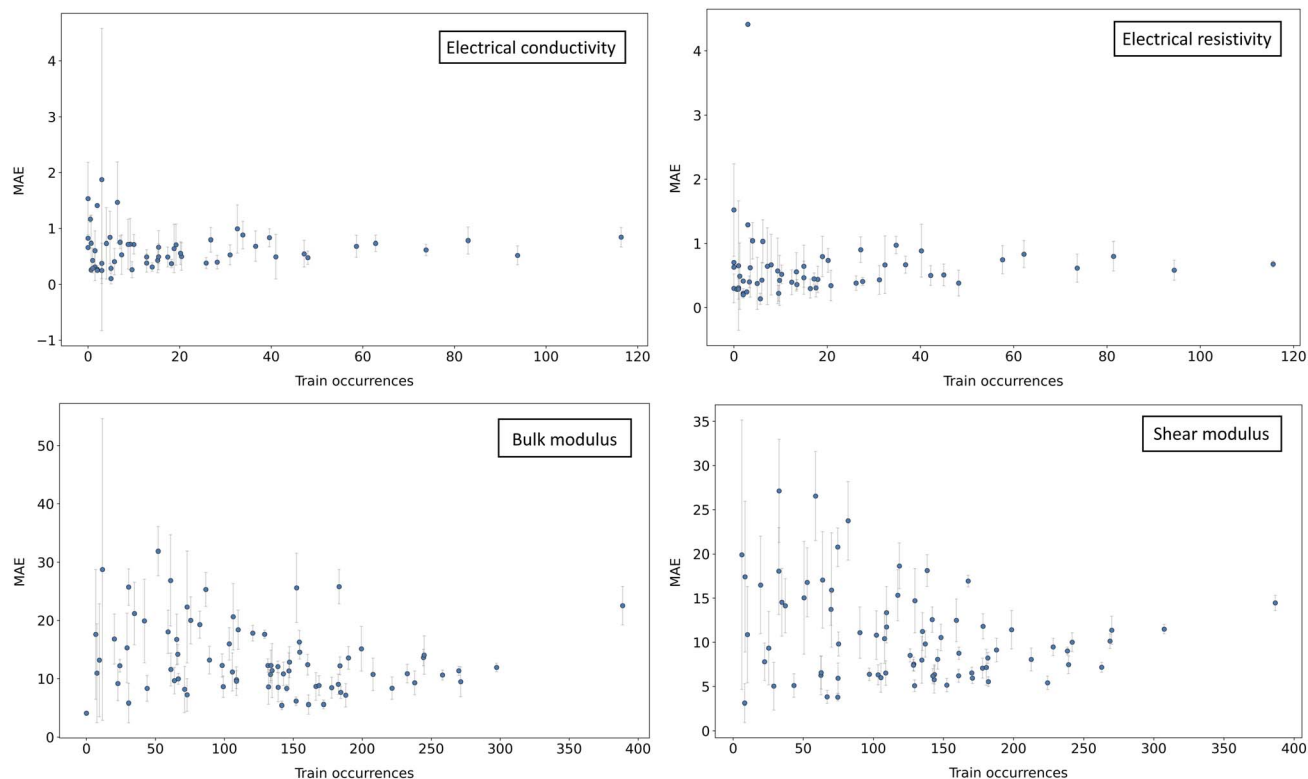 Electrical conductivity
MAE
4
3
2
1
0
−1
0 20 40 60 80 100 120
Train occurrences
Electrical resistivity
MAE
4
3
2
1
0
0 20 40 60 80 100 120
Train occurrences
Bulk modulus
MAE
50
40
30
20
10
0
0 50 100 150 200 250 300 350 400
Train occurrences
Shear modulus
MAE
35
30
25
20
15
10
5
0
0 50 100 150 200 250 300 350 400
Train occurrences